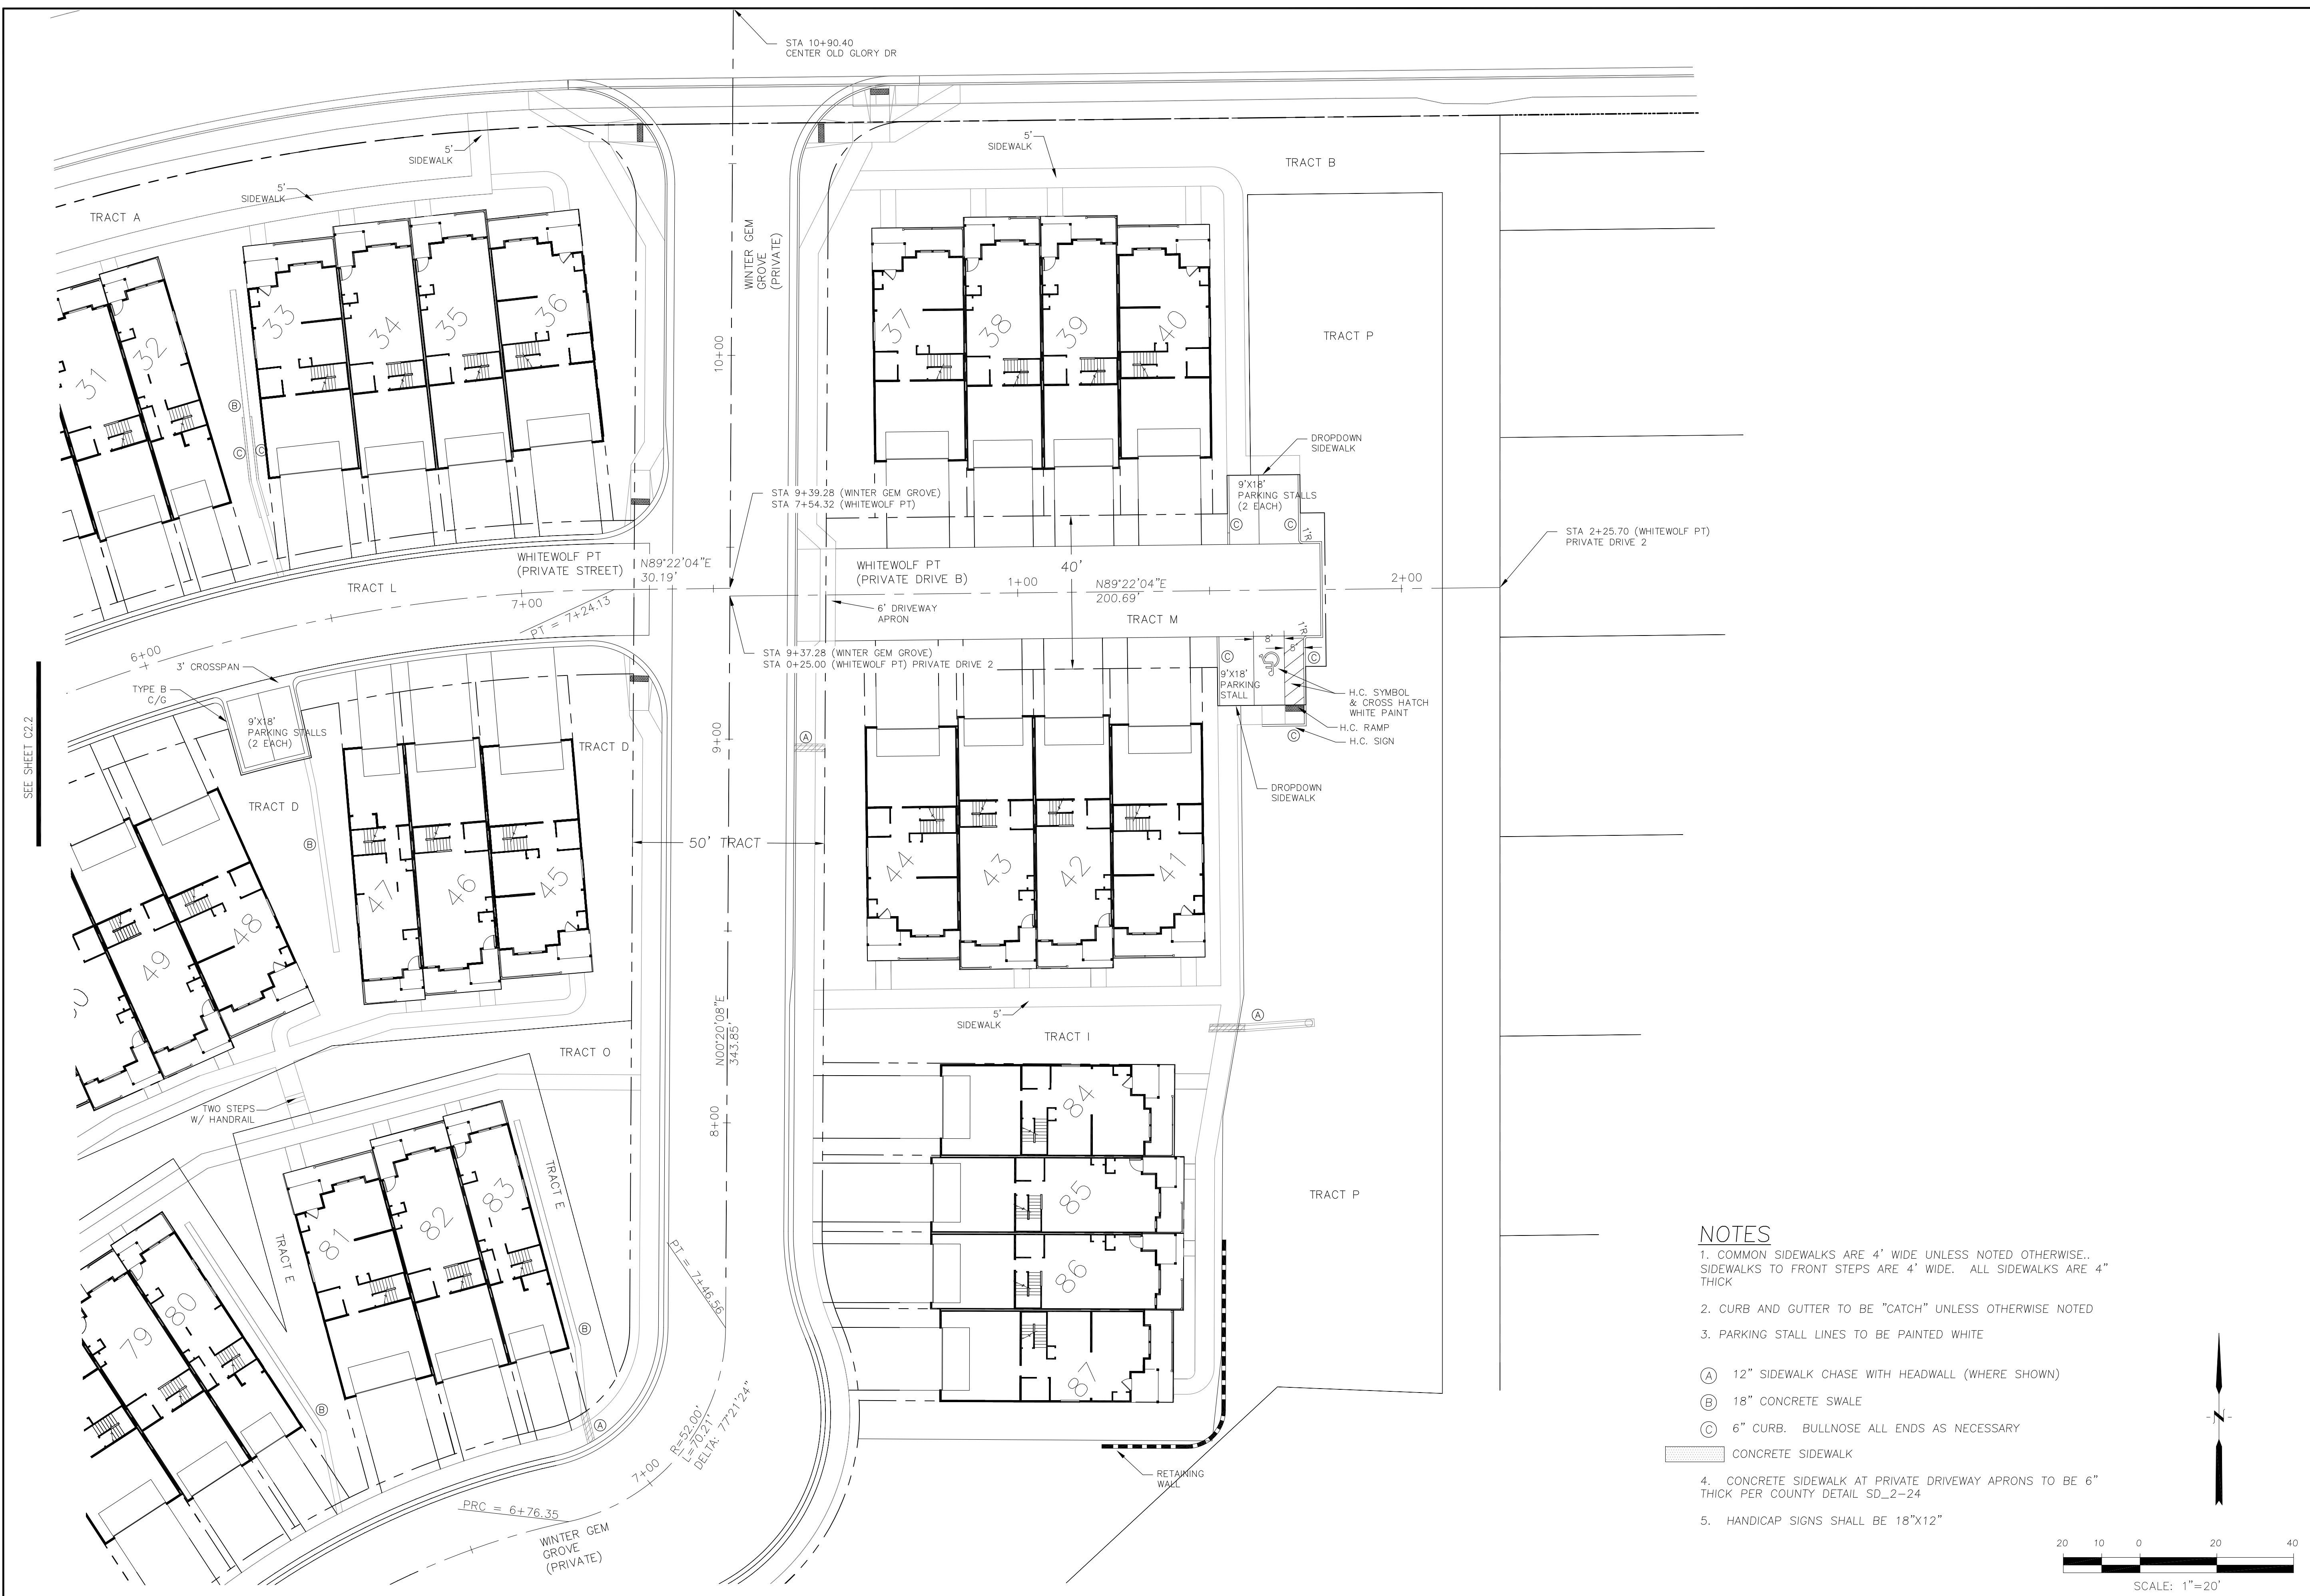 STA 10+90.40
CENTER OLD GLORY DR
5'
SIDEWALK
5'
SIDEWALK
5'
SIDEWALK
TRACT B
TRACT A
WINTER GEM
GROVE
(PRIVATE)
31
32
33
34
35
36
37
38
39
40
TRACT P
10+00
B
C
C
DROPDOWN
SIDEWALK
9'X18'
PARKING STALLS
(2 EACH)
C
C
1'R
STA 9+39.28 (WINTER GEM GROVE)
STA 7+54.32 (WHITEWOLF PT)
STA 2+25.70 (WHITEWOLF PT)
PRIVATE DRIVE 2
WHITEWOLF PT
(PRIVATE STREET)
N89°22'04"E
30.19'
WHITEWOLF PT
(PRIVATE DRIVE B)
40'
1+00
N89°22'04"E
200.69'
2+00
TRACT L
7+00
PT = 7+24.13
6' DRIVEWAY
APRON
TRACT M
6+00
3' CROSSPAN
STA 9+37.28 (WINTER GEM GROVE)
STA 0+25.00 (WHITEWOLF PT) PRIVATE DRIVE 2
8'
5'
1'R
C
C
9'X18'
PARKING
STALL
TYPE B
C/G
9'X18'
PARKING STALLS
(2 EACH)
H.C. SYMBOL
& CROSS HATCH
WHITE PAINT
H.C. RAMP
H.C. SIGN
C
SEE SHEET C2.2
TRACT D
9+00
A
DROPDOWN
SIDEWALK
TRACT D
B
50' TRACT
49
48
47
46
45
44
43
42
41
N00°20'08"E
343.85'
5'
SIDEWALK
A
TRACT I
TRACT O
TWO STEPS
W/ HANDRAIL
8+00
84
85
86
87
TRACT E
TRACT E
79
80
81
82
83
TRACT P
PT = 7+46.56
B
B
A
R=52.00'
L=70.21'
DELTA: 77°21'24"
7+00
PRC = 6+76.35
WINTER GEM
GROVE
(PRIVATE)
RETAINING
WALL
NOTES
1. COMMON SIDEWALKS ARE 4' WIDE UNLESS NOTED OTHERWISE..
SIDEWALKS TO FRONT STEPS ARE 4' WIDE. ALL SIDEWALKS ARE 4"
THICK
2. CURB AND GUTTER TO BE "CATCH" UNLESS OTHERWISE NOTED
3. PARKING STALL LINES TO BE PAINTED WHITE
A 12" SIDEWALK CHASE WITH HEADWALL (WHERE SHOWN)
B 18" CONCRETE SWALE
C 6" CURB. BULLNOSE ALL ENDS AS NECESSARY
CONCRETE SIDEWALK
4. CONCRETE SIDEWALK AT PRIVATE DRIVEWAY APRONS TO BE 6"
THICK PER COUNTY DETAIL SD_2-24
5. HANDICAP SIGNS SHALL BE 18"X12"
N
20 10 0 20 40
SCALE: 1"=20'